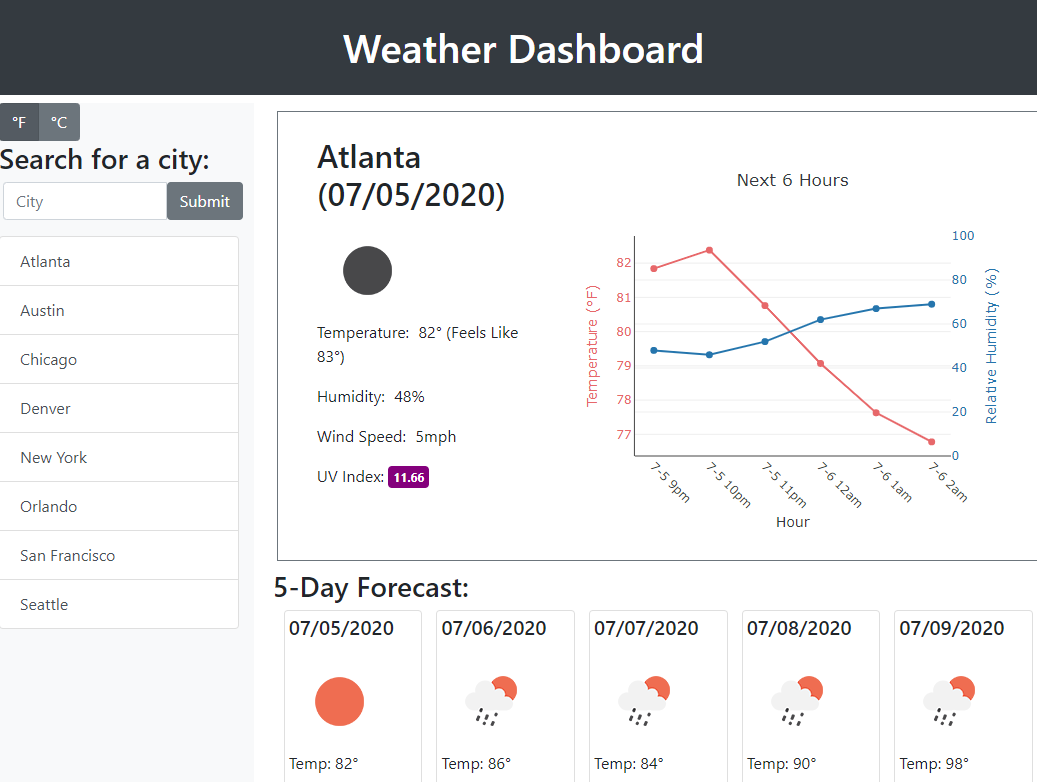 Weather Dashboard
°F °C
Search for a city:
City Submit
Atlanta
Austin
Chicago
Denver
New York
Orlando
San Francisco
Seattle
Atlanta
(07/05/2020)
Temperature: 82° (Feels Like
83°)
Humidity: 48%
Wind Speed: 5mph
UV Index: 11.66
Next 6 Hours
Temperature (°F)
82
81
80
79
78
77
100
80
60
40
20
0
Relative Humidity (%)
7-5 9pm
7-5 10pm
7-5 11pm
7-6 12am
7-6 1am
7-6 2am
Hour
5-Day Forecast:
07/05/2020
Temp: 82°
07/06/2020
Temp: 86°
07/07/2020
Temp: 84°
07/08/2020
Temp: 90°
07/09/2020
Temp: 98°